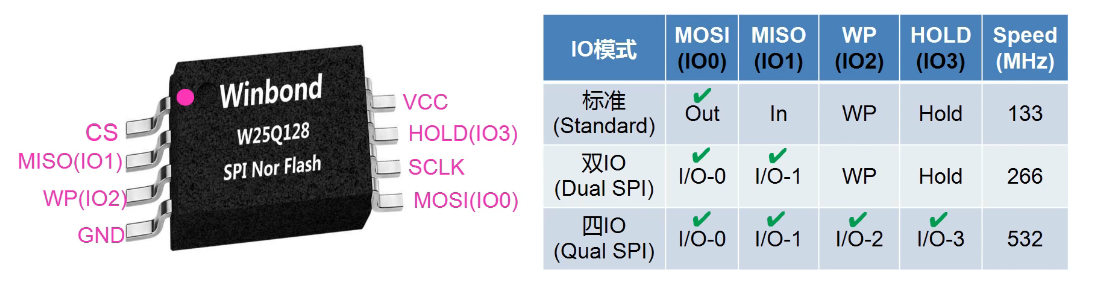 Winbond
W25Q128
SPI Nor Flash
CS
MISO(IO1)
WP(IO2)
GND
VCC
HOLD(IO3)
SCLK
MOSI(IO0)
IO模式 MOSI (IO0) MISO (IO1) WP (IO2) HOLD (IO3) Speed (MHz)
标准 (Standard) Out In WP Hold 133
双IO (Dual SPI) I/O-0 I/O-1 WP Hold 266
四IO (Qual SPI) I/O-0 I/O-1 I/O-2 I/O-3 532